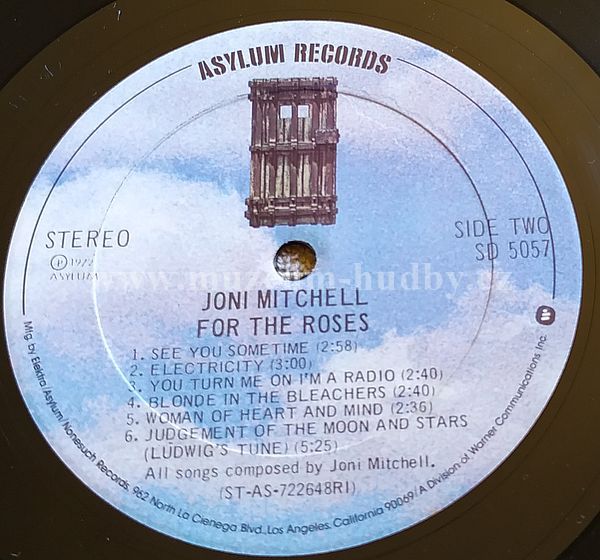 ASYLUM RECORDS
STEREO
Ⓟ 1972
ASYLUM
SIDE TWO
SD 5057
www.muzeum-hudby.cz
JONI MITCHELL
FOR THE ROSES
1. SEE YOU SOMETIME (2:58)
2. ELECTRICITY (3:00)
3. YOU TURN ME ON I'M A RADIO (2:40)
4. BLONDE IN THE BLEACHERS (2:40)
5. WOMAN OF HEART AND MIND (2:36)
6. JUDGEMENT OF THE MOON AND STARS
(LUDWIG'S TUNE) (5:25)
All songs composed by Joni Mitchell.
(ST-AS-722648RI)
Mfg. by Elektra/Asylum/Nonesuch Records, 962 North La Cienega Blvd., Los Angeles, California 90069/A Division of Warner Communications Inc.